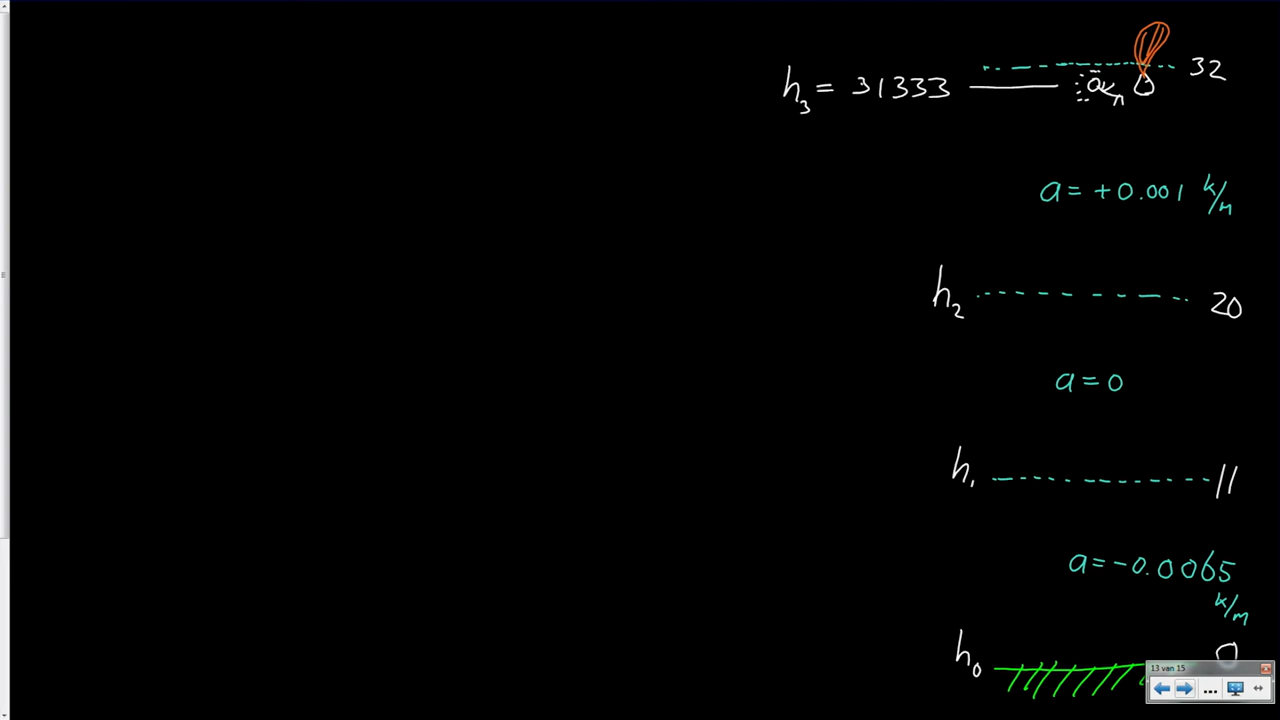 32
h₃ = 31333
a = +0.001 k/m
h₂ 20
a = 0
h₁ 11
a = -0.0065
k/m
h₀ 0
13 van 15